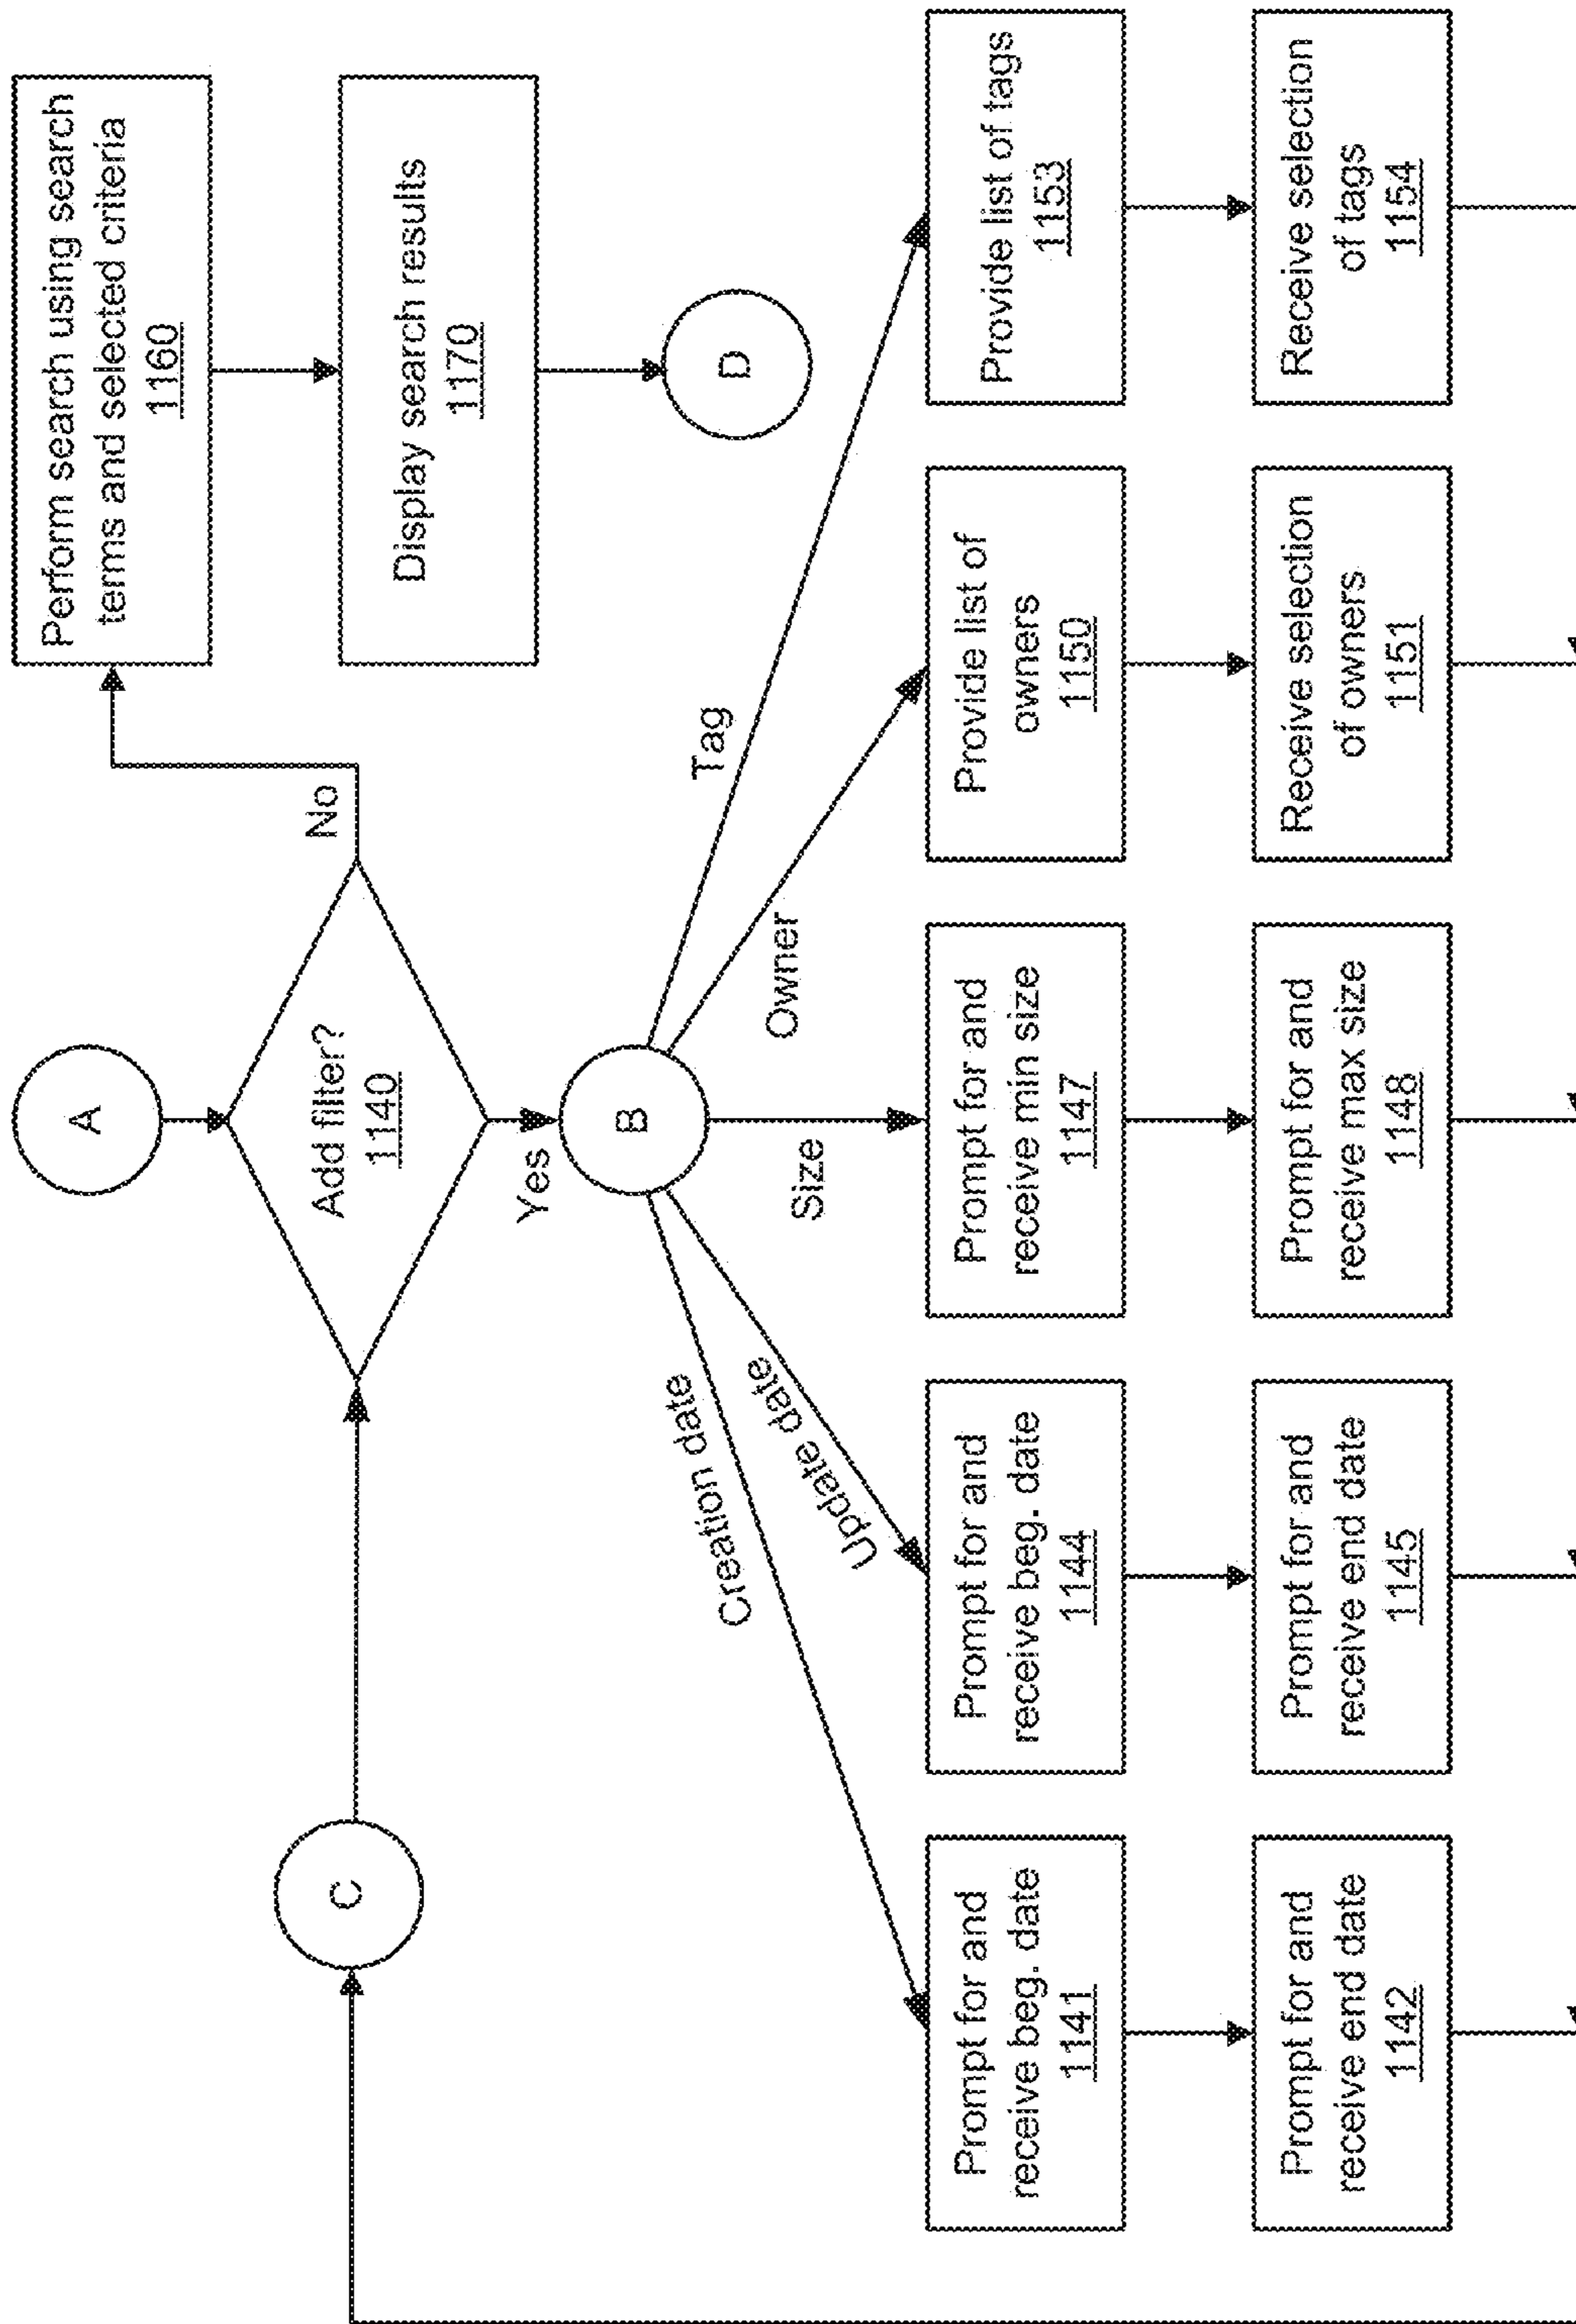 A
Add filter?
1140
No
Perform search using search
terms and selected criteria
1160
Display search results
1170
D
C
Yes
B
Creation date
Update date
Size
Owner
Tag
Prompt for and
receive beg. date
1141
Prompt for and
receive beg. date
1144
Prompt for and
receive min size
1147
Provide list of
owners
1150
Provide list of tags
1153
Prompt for and
receive end date
1142
Prompt for and
receive end date
1145
Prompt for and
receive max size
1148
Receive selection
of owners
1151
Receive selection
of tags
1154